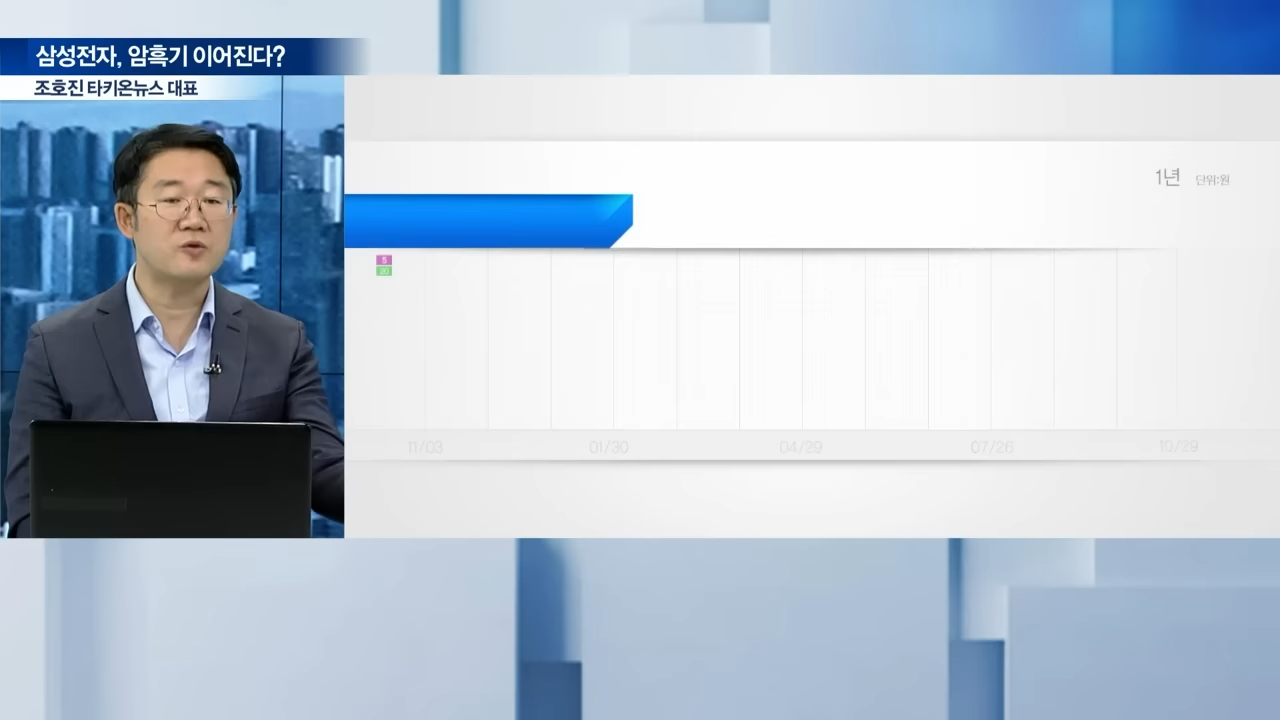 삼성전자, 암흑기 이어진다?
조호진 타키온뉴스 대표
1년 단위:원
5
20
11/03 01/30 04/29 07/26 10/29